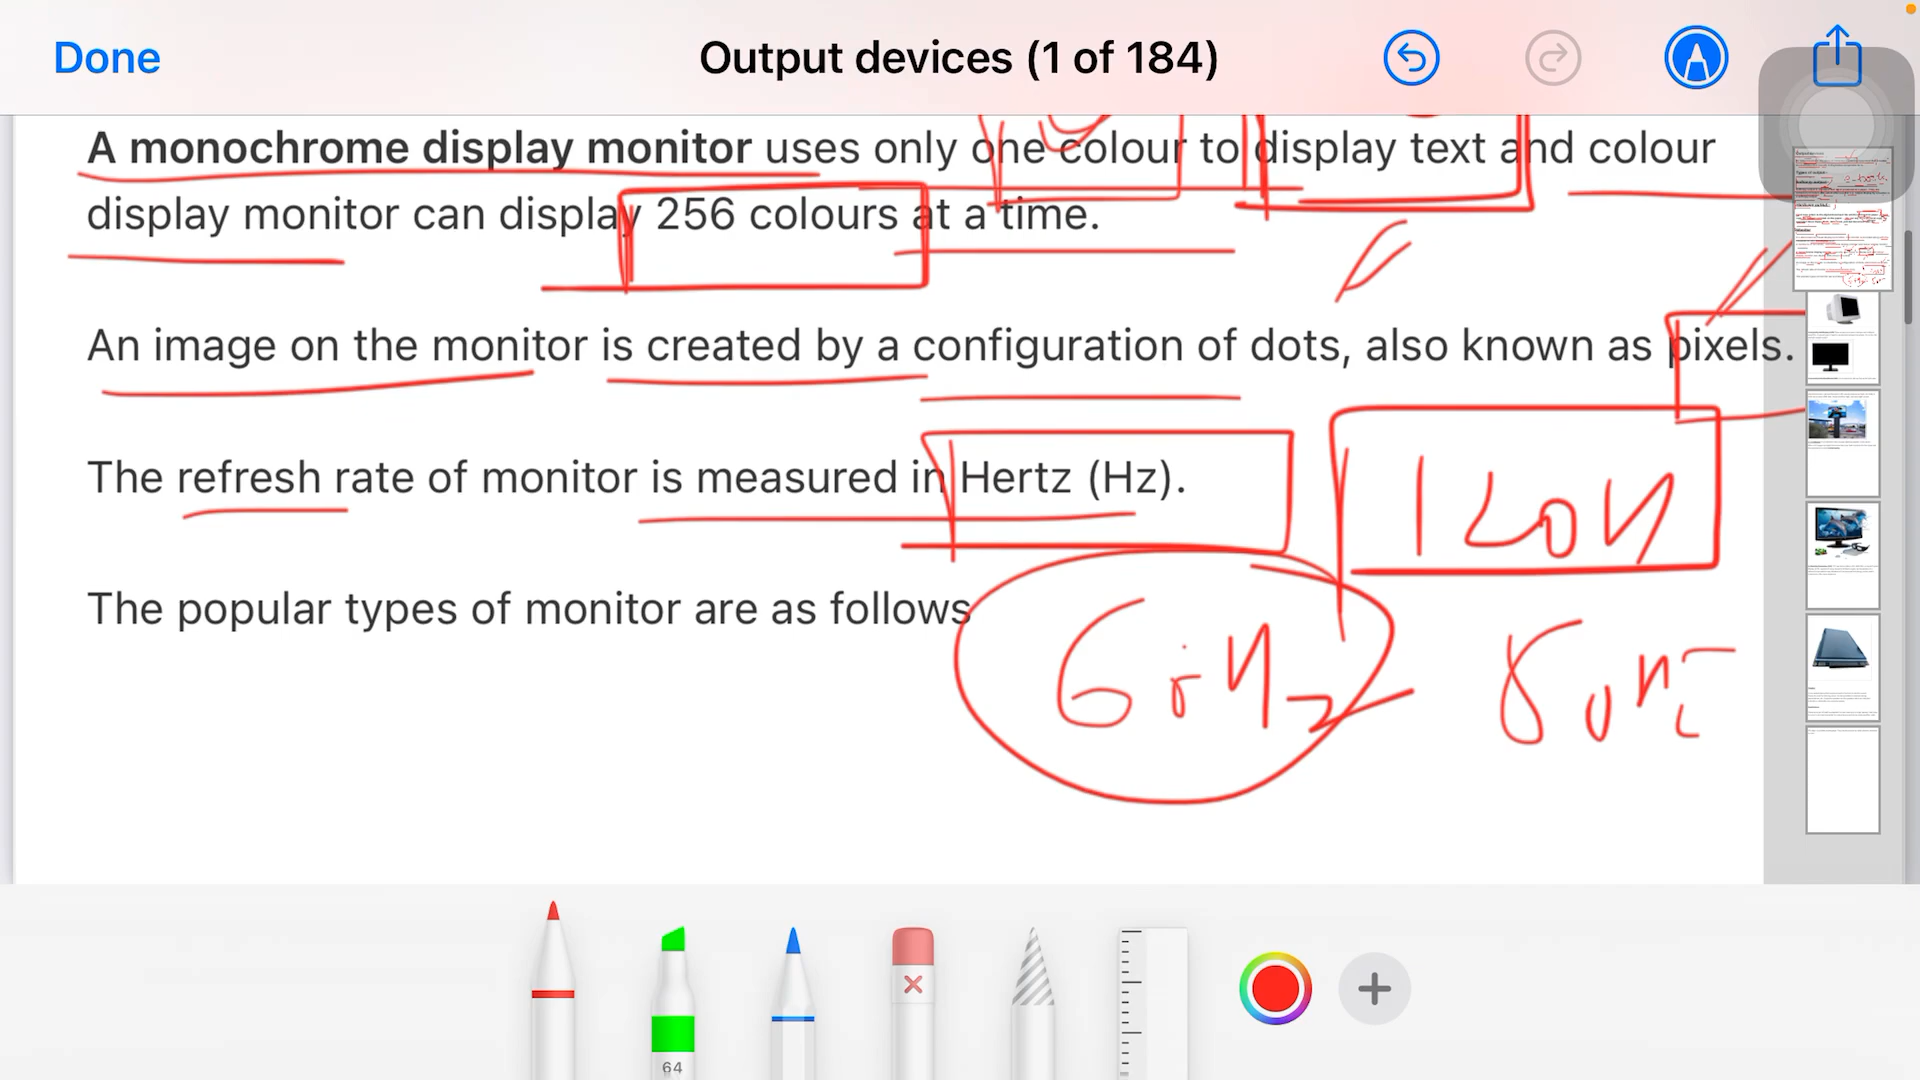 Done
Output devices (1 of 184)
A monochrome display monitor uses only one colour to display text and colour
display monitor can display 256 colours at a time.
An image on the monitor is created by a configuration of dots, also known as pixels.
The refresh rate of monitor is measured in Hertz (Hz).
120H
The popular types of monitor are as follows
60Hz
80Hz
64